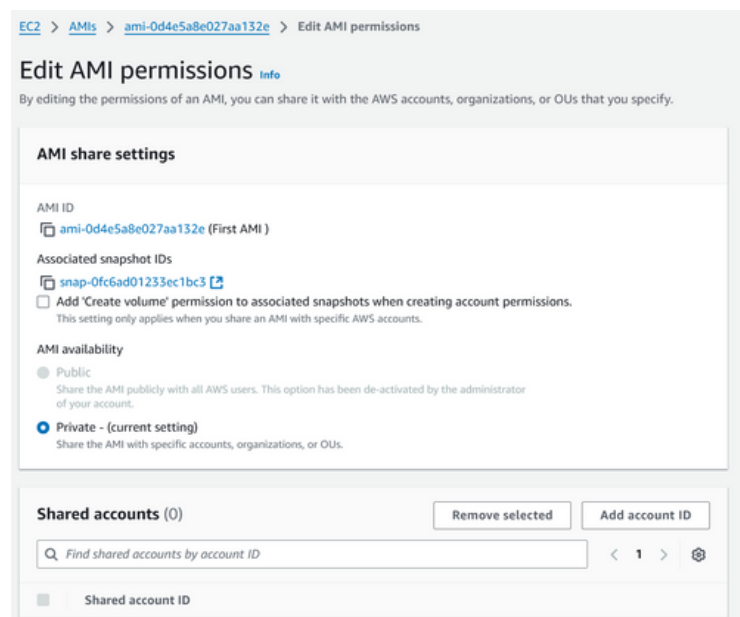 EC2 > AMIs > ami-0d4e5a8e027aa132e > Edit AMI permissions
Edit AMI permissions Info
By editing the permissions of an AMI, you can share it with the AWS accounts, organizations, or OUs that you specify.
AMI share settings
AMI ID
ami-0d4e5a8e027aa132e (First AMI )
Associated snapshot IDs
snap-0fc6ad01233ec1bc3
Add 'Create volume' permission to associated snapshots when creating account permissions.
This setting only applies when you share an AMI with specific AWS accounts.
AMI availability
Public
Share the AMI publicly with all AWS users. This option has been de-activated by the administrator
of your account.
Private - (current setting)
Share the AMI with specific accounts, organizations, or OUs.
Shared accounts (0) Remove selected Add account ID
Find shared accounts by account ID < 1 >
Shared account ID